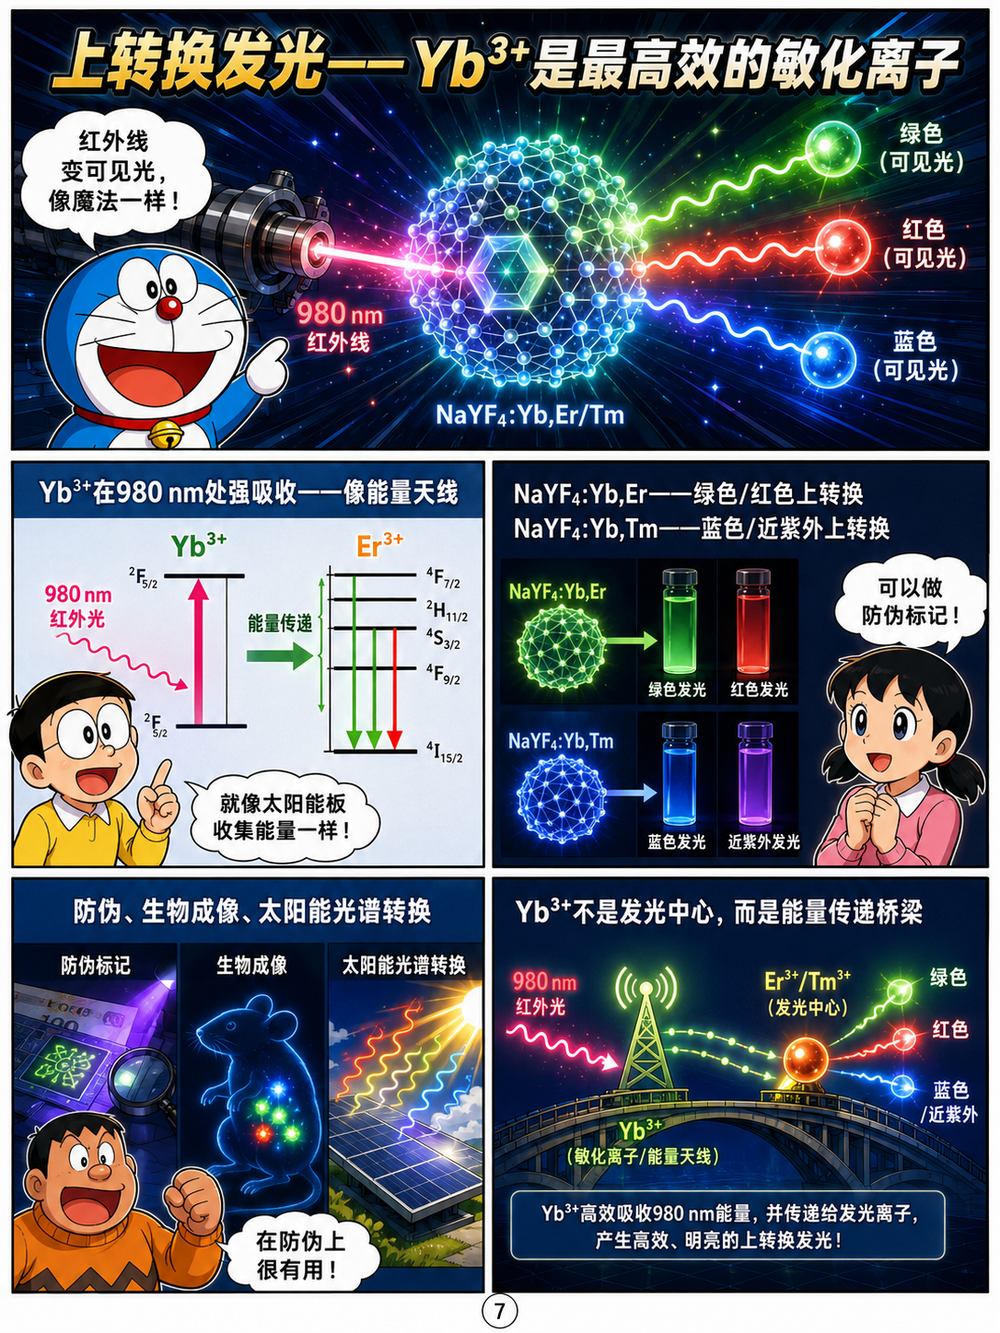 上转换发光——Yb³⁺是最高效的敏化离子
红外线
变可见光，
像魔法一样！
980 nm
红外线
绿色
(可见光)
红色
(可见光)
蓝色
(可见光)
NaYF₄:Yb,Er/Tm
Yb³⁺在980 nm处强吸收——像能量天线
Yb³⁺
Er³⁺
²F₅/₂
980 nm
红外光
能量传递
²F₅/₂
⁴F₇/₂
²H₁₁/₂
⁴S₃/₂
⁴F₉/₂
⁴I₁₅/₂
就像太阳能板
收集能量一样！
NaYF₄:Yb,Er——绿色/红色上转换
NaYF₄:Yb,Tm——蓝色/近紫外上转换
NaYF₄:Yb,Er
绿色发光
红色发光
NaYF₄:Yb,Tm
蓝色发光
近紫外发光
可以做
防伪标记！
防伪、生物成像、太阳能光谱转换
防伪标记
生物成像
太阳能光谱转换
100
在防伪上
很有用！
Yb³⁺不是发光中心，而是能量传递桥梁
980 nm
红外光
Er³⁺/Tm³⁺
(发光中心)
绿色
红色
蓝色
/近紫外
Yb³⁺
(敏化离子/能量天线)
Yb³⁺高效吸收980 nm能量，并传递给发光离子，
产生高效、明亮的上转换发光！
7